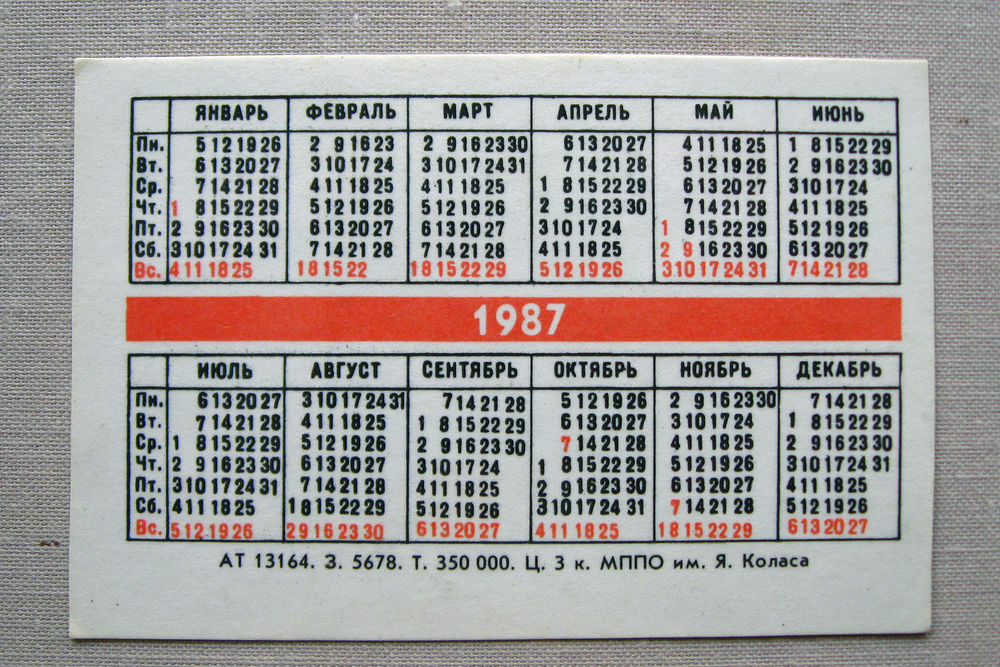 ЯНВАРЬ ФЕВРАЛЬ МАРТ АПРЕЛЬ МАЙ ИЮНЬ
Пн. 5 12 19 26 2 9 16 23 2 9 16 23 30 6 13 20 27 4 11 18 25 1 8 15 22 29
Вт. 6 13 20 27 3 10 17 24 3 10 17 24 31 7 14 21 28 5 12 19 26 2 9 16 23 30
Ср. 7 14 21 28 4 11 18 25 4 11 18 25 1 8 15 22 29 6 13 20 27 3 10 17 24
Чт. 1 8 15 22 29 5 12 19 26 5 12 19 26 2 9 16 23 30 7 14 21 28 4 11 18 25
Пт. 2 9 16 23 30 6 13 20 27 6 13 20 27 3 10 17 24 1 8 15 22 29 5 12 19 26
Сб. 3 10 17 24 31 7 14 21 28 7 14 21 28 4 11 18 25 2 9 16 23 30 6 13 20 27
Вс. 4 11 18 25 1 8 15 22 1 8 15 22 29 5 12 19 26 3 10 17 24 31 7 14 21 28
1987
ИЮЛЬ АВГУСТ СЕНТЯБРЬ ОКТЯБРЬ НОЯБРЬ ДЕКАБРЬ
Пн. 6 13 20 27 3 10 17 24 31 7 14 21 28 5 12 19 26 2 9 16 23 30 7 14 21 28
Вт. 7 14 21 28 4 11 18 25 1 8 15 22 29 6 13 20 27 3 10 17 24 1 8 15 22 29
Ср. 1 8 15 22 29 5 12 19 26 2 9 16 23 30 7 14 21 28 4 11 18 25 2 9 16 23 30
Чт. 2 9 16 23 30 6 13 20 27 3 10 17 24 1 8 15 22 29 5 12 19 26 3 10 17 24 31
Пт. 3 10 17 24 31 7 14 21 28 4 11 18 25 2 9 16 23 30 6 13 20 27 4 11 18 25
Сб. 4 11 18 25 1 8 15 22 29 5 12 19 26 3 10 17 24 31 7 14 21 28 5 12 19 26
Вс. 5 12 19 26 2 9 16 23 30 6 13 20 27 4 11 18 25 1 8 15 22 29 6 13 20 27
АТ 13164. З. 5678. Т. 350 000. Ц. 3 к. МППО им. Я. Коласа